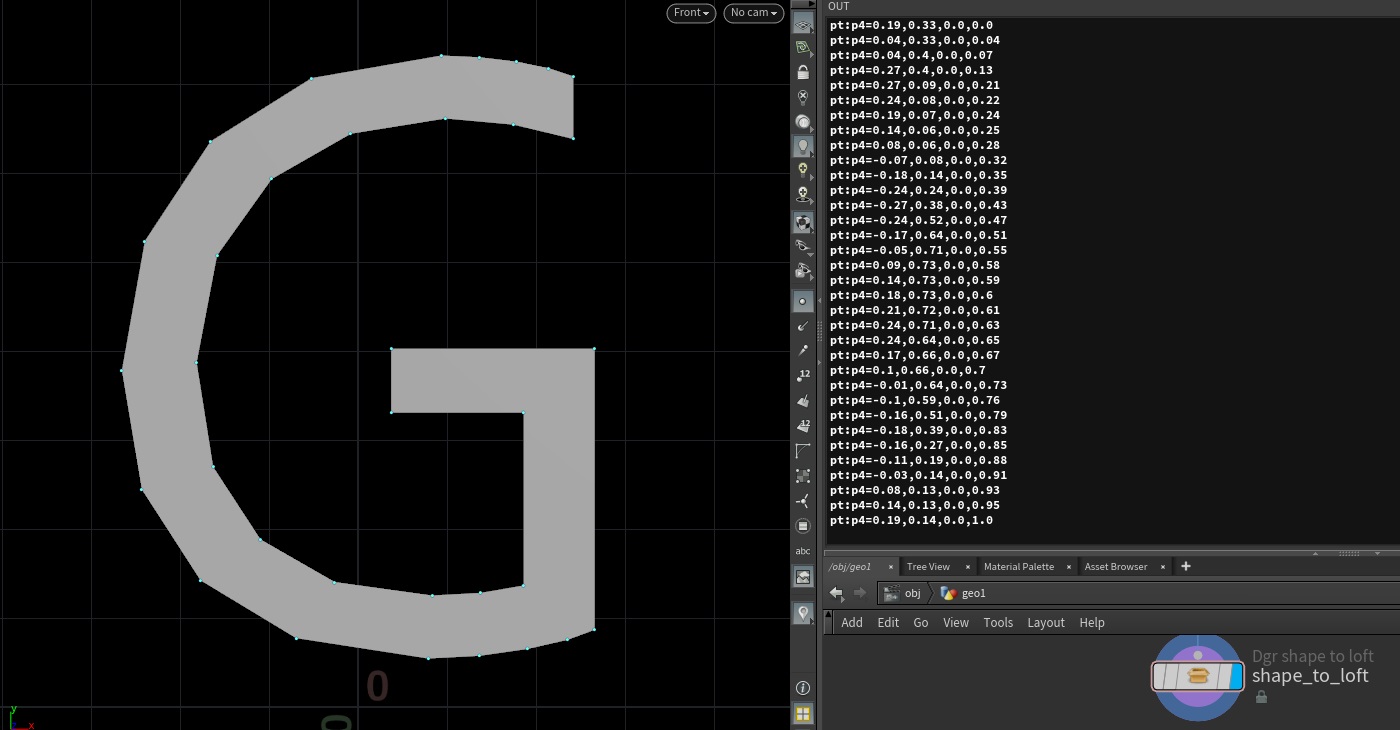 Front
No cam
OUT
pt:p4=0.19,0.33,0.0,0.0
pt:p4=0.04,0.33,0.0,0.04
pt:p4=0.04,0.4,0.0,0.07
pt:p4=0.27,0.4,0.0,0.13
pt:p4=0.27,0.09,0.0,0.21
pt:p4=0.24,0.08,0.0,0.22
pt:p4=0.19,0.07,0.0,0.24
pt:p4=0.14,0.06,0.0,0.25
pt:p4=0.08,0.06,0.0,0.28
pt:p4=-0.07,0.08,0.0,0.32
pt:p4=-0.18,0.14,0.0,0.35
pt:p4=-0.24,0.24,0.0,0.39
pt:p4=-0.27,0.38,0.0,0.43
pt:p4=-0.24,0.52,0.0,0.47
pt:p4=-0.17,0.64,0.0,0.51
pt:p4=-0.05,0.71,0.0,0.55
pt:p4=0.09,0.73,0.0,0.58
pt:p4=0.14,0.73,0.0,0.59
pt:p4=0.18,0.73,0.0,0.6
pt:p4=0.21,0.72,0.0,0.61
pt:p4=0.24,0.71,0.0,0.63
pt:p4=0.24,0.64,0.0,0.65
pt:p4=0.17,0.66,0.0,0.67
pt:p4=0.1,0.66,0.0,0.7
pt:p4=-0.01,0.64,0.0,0.73
pt:p4=-0.1,0.59,0.0,0.76
pt:p4=-0.16,0.51,0.0,0.79
pt:p4=-0.18,0.39,0.0,0.83
pt:p4=-0.16,0.27,0.0,0.85
pt:p4=-0.11,0.19,0.0,0.88
pt:p4=-0.03,0.14,0.0,0.91
pt:p4=0.08,0.13,0.0,0.93
pt:p4=0.14,0.13,0.0,0.95
pt:p4=0.19,0.14,0.0,1.0
G
12
12
abc
0
0
y
x
/obj/geo1
Tree View
Material Palette
Asset Browser
obj
geo1
Add Edit Go View Tools Layout Help
Dgr shape to loft
shape_to_loft